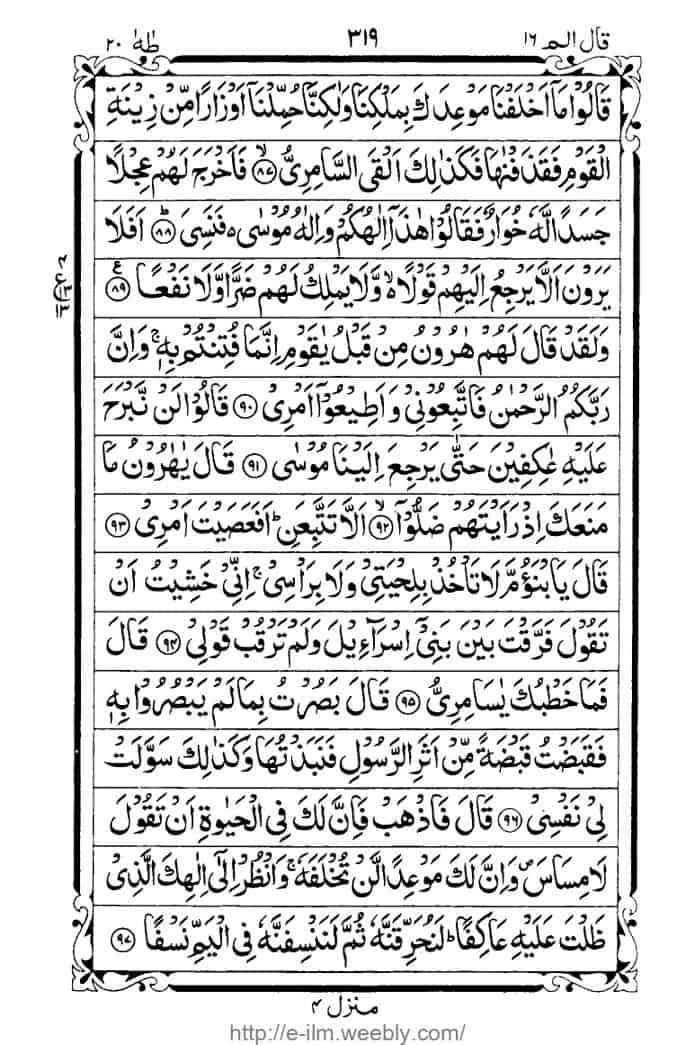 قال الم ١٦
٣١٩
طٰهٰ ٢٠
قَالُوْا مَاۤ اَخْلَفْنَا مَوْعِدَكَ بِمَلْكِنَا وَلٰكِنَّا حُمِّلْنَاۤ اَوْزَارًا مِّنْ زِيْنَةِ
الْقَوْمِ فَقَذَفْنٰهَا فَكَذٰلِكَ اَلْقَى السَّامِرِيُّ ۙ﴿٨٧﴾ فَاَخْرَجَ لَهُمْ عِجْلًا
جَسَدًا لَّهٗ خُوَارٌ فَقَالُوْا هٰذَاۤ اِلٰهُكُمْ وَاِلٰهُ مُوْسٰى ۥ فَنَسِىَ ؕ﴿٨٨﴾ اَفَلَا
يَرَوْنَ اَلَّا يَرْجِعُ اِلَيْهِمْ قَوْلًا ۙ۬ وَّلَا يَمْلِكُ لَهُمْ ضَرًّا وَّلَا نَفْعًا ﴿٨٩﴾ ع
وَلَقَدْ قَالَ لَهُمْ هٰرُوْنُ مِنْ قَبْلُ يٰقَوْمِ اِنَّمَا فُتِنْتُمْ بِهٖ ۚ وَاِنَّ
رَبَّكُمُ الرَّحْمٰنُ فَاتَّبِعُوْنِىْ وَاَطِيْعُوْۤا اَمْرِىْ ﴿٩٠﴾ قَالُوْا لَنْ نَّبْرَحَ
عَلَيْهِ عٰكِفِيْنَ حَتّٰى يَرْجِعَ اِلَيْنَا مُوْسٰى ﴿٩١﴾ قَالَ يٰهٰرُوْنُ مَا
مَنَعَكَ اِذْ رَاَيْتَهُمْ ضَلُّوْۤا ۙ﴿٩٢﴾ اَلَّا تَتَّبِعَنِ ؕ اَفَعَصَيْتَ اَمْرِىْ ﴿٩٣﴾
قَالَ يَابْنَؤُمَّ لَا تَاْخُذْ بِلِحْيَتِىْ وَلَا بِرَاْسِىْ ۚ اِنِّىْ خَشِيْتُ اَنْ
تَقُوْلَ فَرَّقْتَ بَيْنَ بَنِىْۤ اِسْرَآءِيْلَ وَلَمْ تَرْقُبْ قَوْلِىْ ﴿٩٤﴾ قَالَ
فَمَا خَطْبُكَ يٰسَامِرِىُّ ﴿٩٥﴾ قَالَ بَصُرْتُ بِمَا لَمْ يَبْصُرُوْا بِهٖ
فَقَبَضْتُ قَبْضَةً مِّنْ اَثَرِ الرَّسُوْلِ فَنَبَذْتُهَا وَكَذٰلِكَ سَوَّلَتْ
لِىْ نَفْسِىْ ﴿٩٦﴾ قَالَ فَاذْهَبْ فَاِنَّ لَكَ فِى الْحَيٰوةِ اَنْ تَقُوْلَ
لَا مِسَاسَ ۪ وَاِنَّ لَكَ مَوْعِدًا لَّنْ تُخْلَفَهٗ ۚ وَانْظُرْ اِلٰٓى اِلٰهِكَ الَّذِىْ
ظَلْتَ عَلَيْهِ عَاكِفًا ؕ لَنُحَرِّقَنَّهٗ ثُمَّ لَنَنْسِفَنَّهٗ فِى الْيَمِّ نَسْفًا ﴿٩٧﴾
منزل ٤
http://e-ilm.weebly.com/